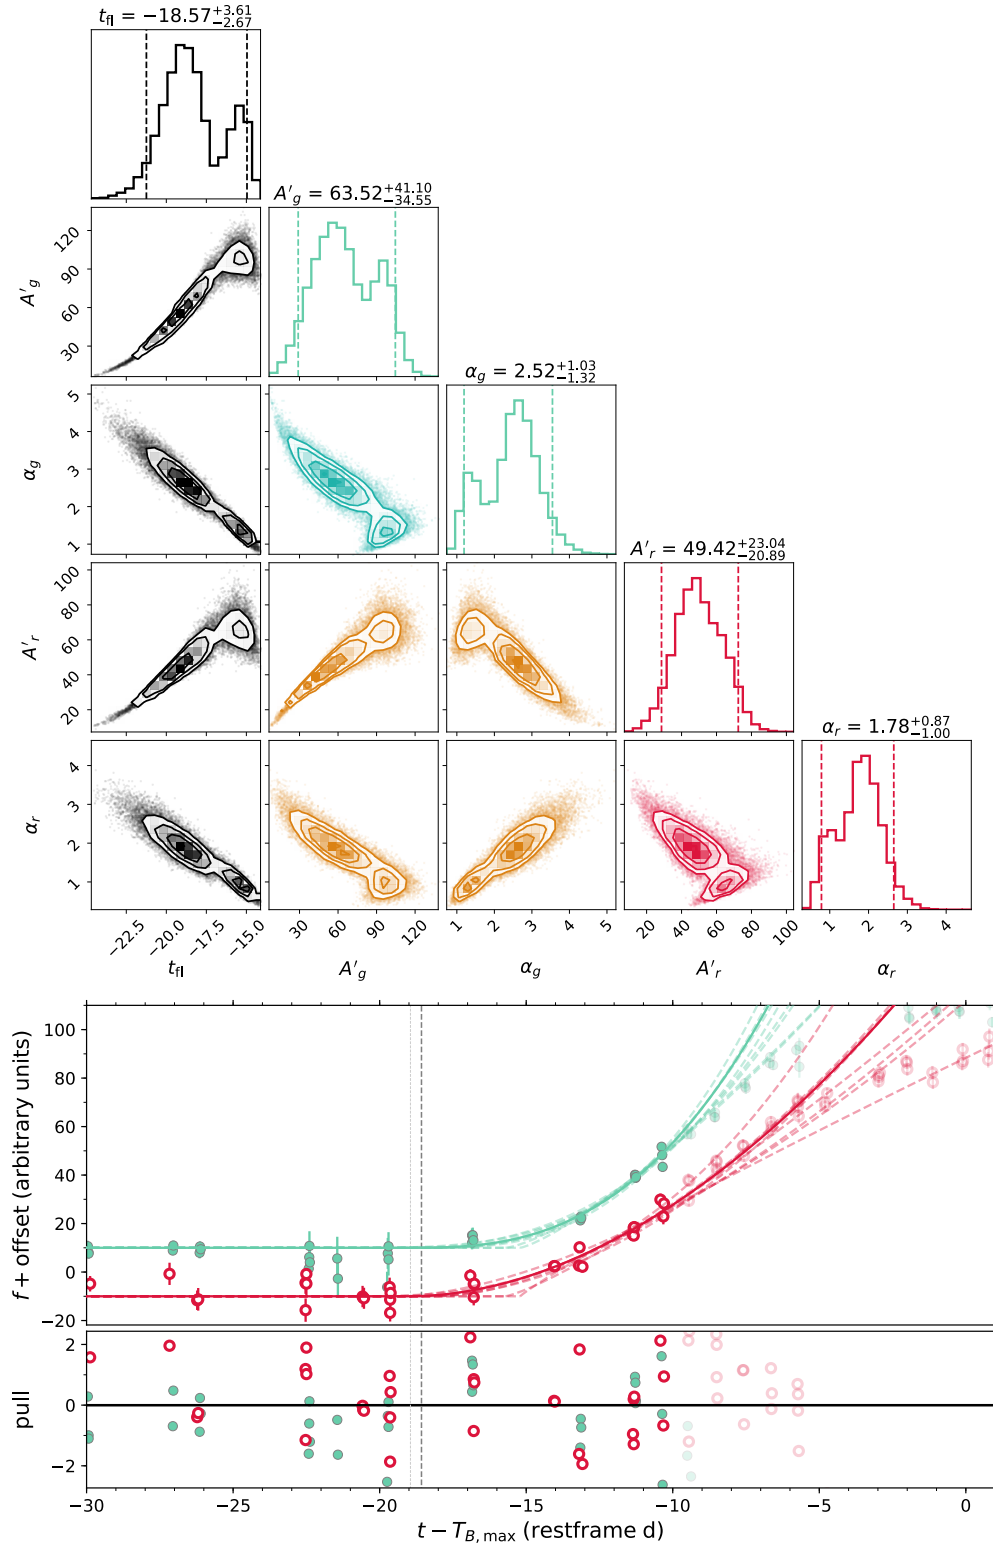 t_fl = −18.57^{+3.61}_{−2.67}
A′_g = 63.52^{+41.10}_{−34.55}
120
90
60
30
A′_g
α_g = 2.52^{+1.03}_{−1.32}
5
4
3
2
1
α_g
A′_r = 49.42^{+23.04}_{−20.89}
100
80
60
40
20
A′_r
α_r = 1.78^{+0.87}_{−1.00}
4
3
2
1
α_r
−22.5 −20.0 −17.5 −15.0 30 60 90 120 1 2 3 4 5 20 40 60 80 100 1 2 3 4
t_fl A′_g α_g A′_r α_r
100
80
60
40
20
0
−20
f + offset (arbitrary units)
2
0
−2
pull
−30 −25 −20 −15 −10 −5 0
t − T_{B, max} (restframe d)